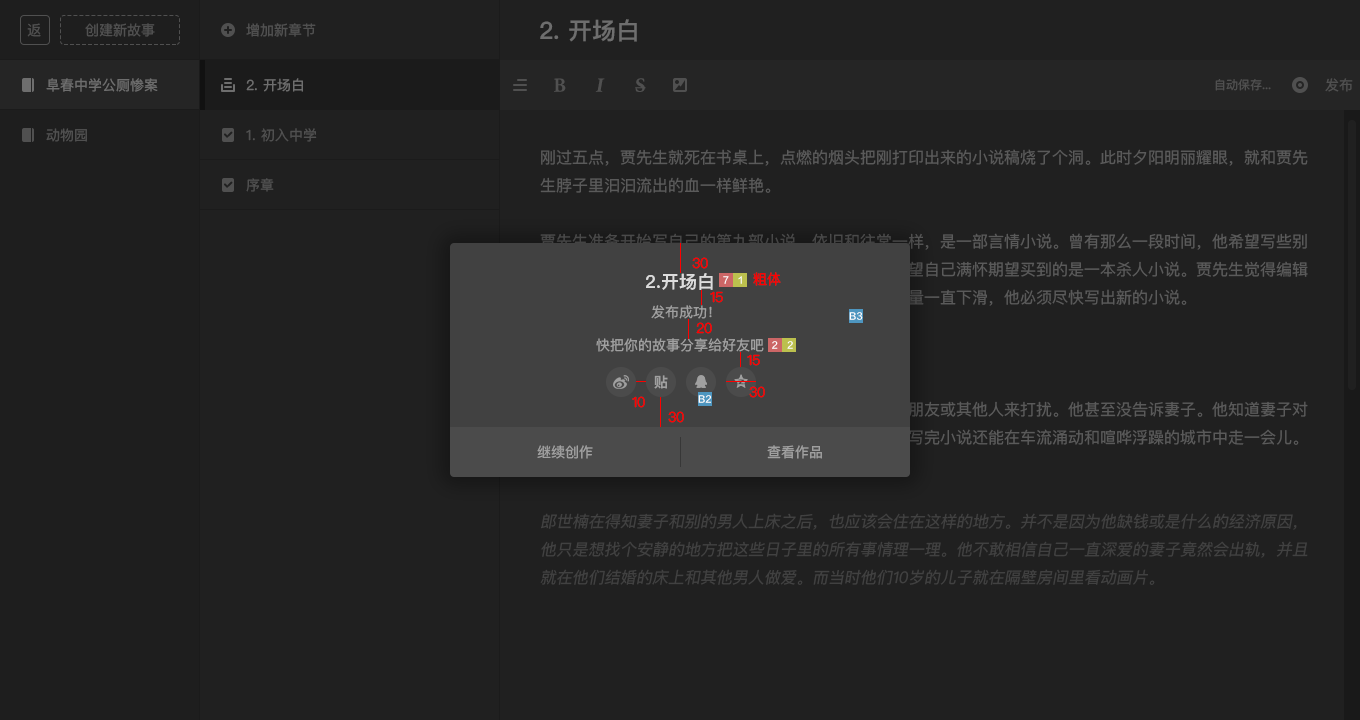 返 创建新故事
增加新章节
2. 开场白
阜春中学公厕惨案
动物园
2. 开场白
1. 初入中学
序章
B I S
自动保存... 发布
刚过五点，贾先生就死在书桌上，点燃的烟头把刚打印出来的小说稿烧了个洞。此时夕阳明丽耀眼，就和贾先
生脖子里汩汩流出的血一样鲜艳。
贾先生准备开始写自己的第九部小说，依旧和往常一样，是一部言情小说。曾有那么一段时间，他希望写些别
望自己满怀期望买到的是一本杀人小说。贾先生觉得编辑
量一直下滑，他必须尽快写出新的小说。
朋友或其他人来打扰。他甚至没告诉妻子。他知道妻子对
写完小说还能在车流涌动和喧哗浮躁的城市中走一会儿。
郎世楠在得知妻子和别的男人上床之后，也应该会住在这样的地方。并不是因为他缺钱或是什么的经济原因，
他只是想找个安静的地方把这些日子里的所有事情理一理。他不敢相信自己一直深爱的妻子竟然会出轨，并且
就在他们结婚的床上和其他男人做爱。而当时他们10岁的儿子就在隔壁房间里看动画片。
30
2.开场白 7 1 粗体
15
发布成功！
B3
20
快把你的故事分享给好友吧 2 2
15
贴
30
B2
10
30
继续创作 查看作品